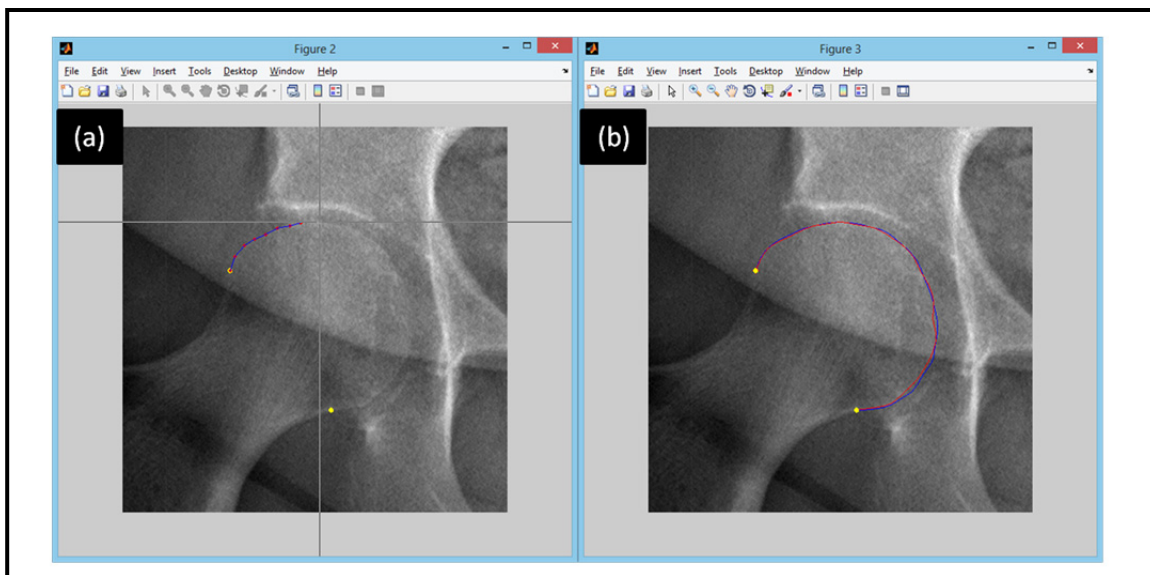 Figure 2
File Edit View Insert Tools Desktop Window Help
(a)
Figure 3
File Edit View Insert Tools Desktop Window Help
(b)